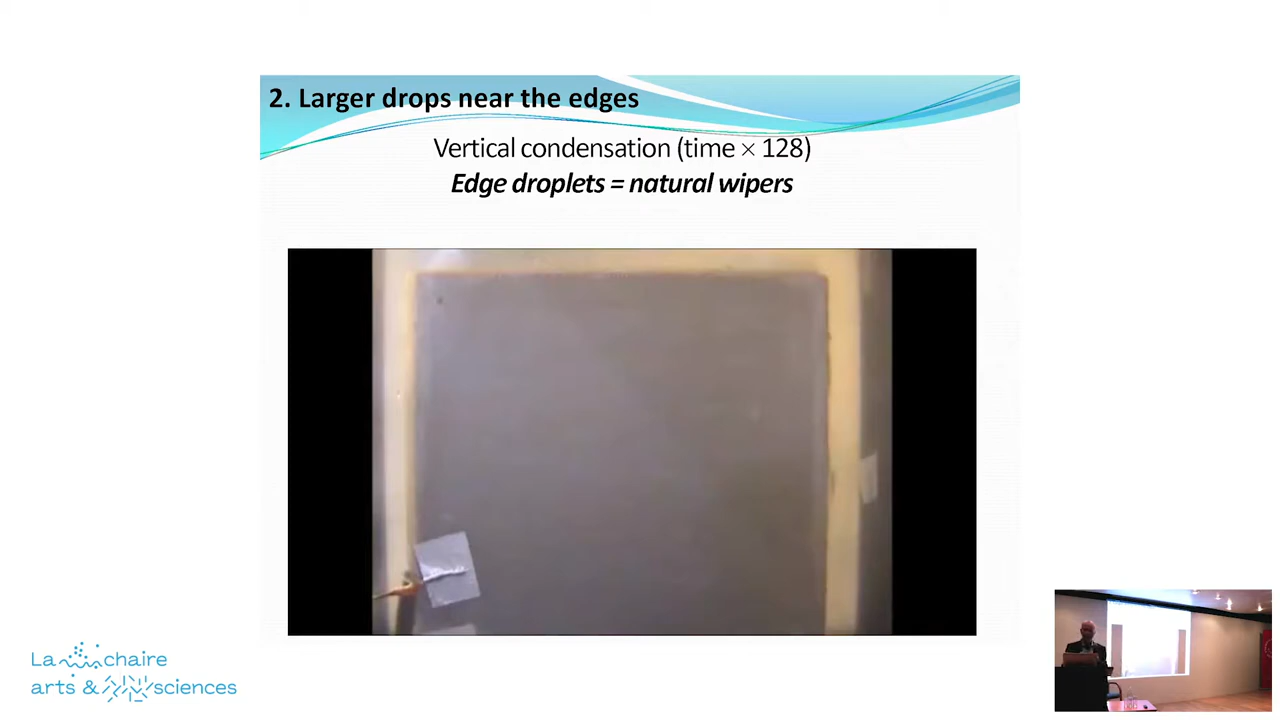 2. Larger drops near the edges
Vertical condensation (time × 128)
Edge droplets = natural wipers
La chaire
arts & sciences